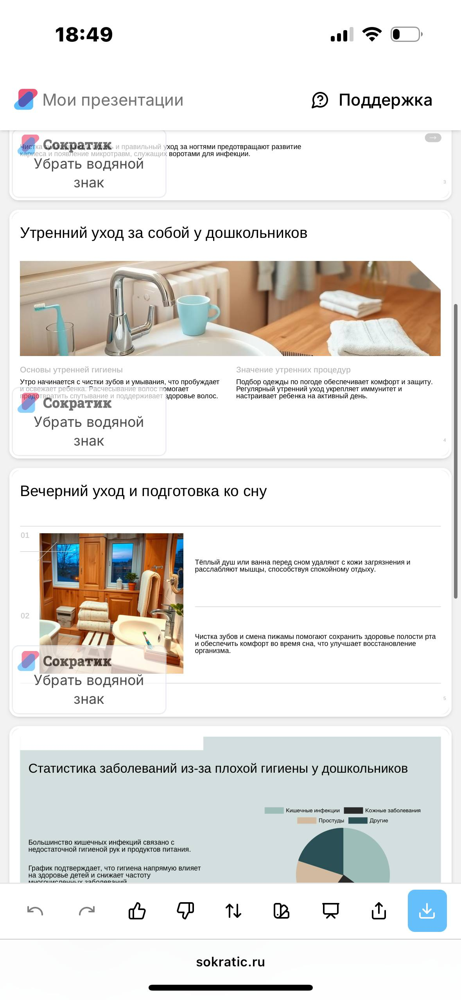 18:49
Мои презентации
Поддержка
Сократик
Чистка зубов дважды в день и правильный уход за ногтями предотвращают развитие
кариеса и появление микротравм, служащих воротами для инфекции.
Убрать водяной
знак
3
Утренний уход за собой у дошкольников
Основы утренней гигиены
Утро начинается с чистки зубов и умывания, что пробуждает
и освежает ребенка. Расчесывание волос помогает
предотвратить спутывание и поддерживает здоровье волос.
Значение утренних процедур
Подбор одежды по погоде обеспечивает комфорт и защиту.
Регулярный утренний уход укрепляет иммунитет и
настраивает ребенка на активный день.
Сократик
Убрать водяной
знак
4
Вечерний уход и подготовка ко сну
01
Тёплый душ или ванна перед сном удаляют с кожи загрязнения и
расслабляют мышцы, способствуя спокойному отдыху.
02
Чистка зубов и смена пижамы помогают сохранить здоровье полости рта
и обеспечить комфорт во время сна, что улучшает восстановление
организма.
Сократик
Убрать водяной
знак
5
Статистика заболеваний из-за плохой гигиены у дошкольников
Кишечные инфекции
Кожные заболевания
Простуды
Другие
Большинство кишечных инфекций связано с
недостаточной гигиеной рук и продуктов питания.
График подтверждает, что гигиена напрямую влияет
на здоровье детей и снижает частоту
многочисленных заболеваний
sokratic.ru